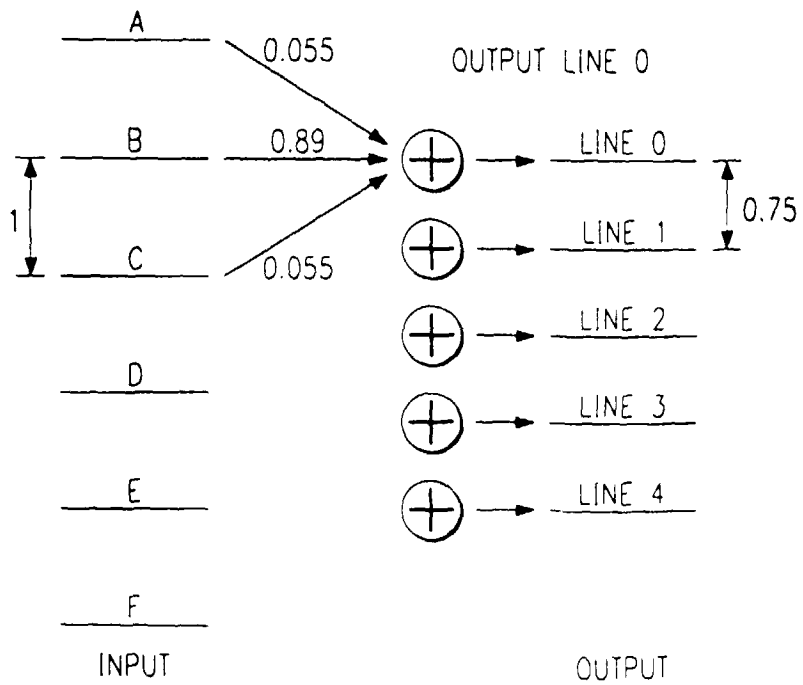 A
0.055
OUTPUT LINE 0
B
0.89
LINE 0
1
0.75
C
0.055
LINE 1
LINE 2
D
LINE 3
E
LINE 4
F
INPUT
OUTPUT